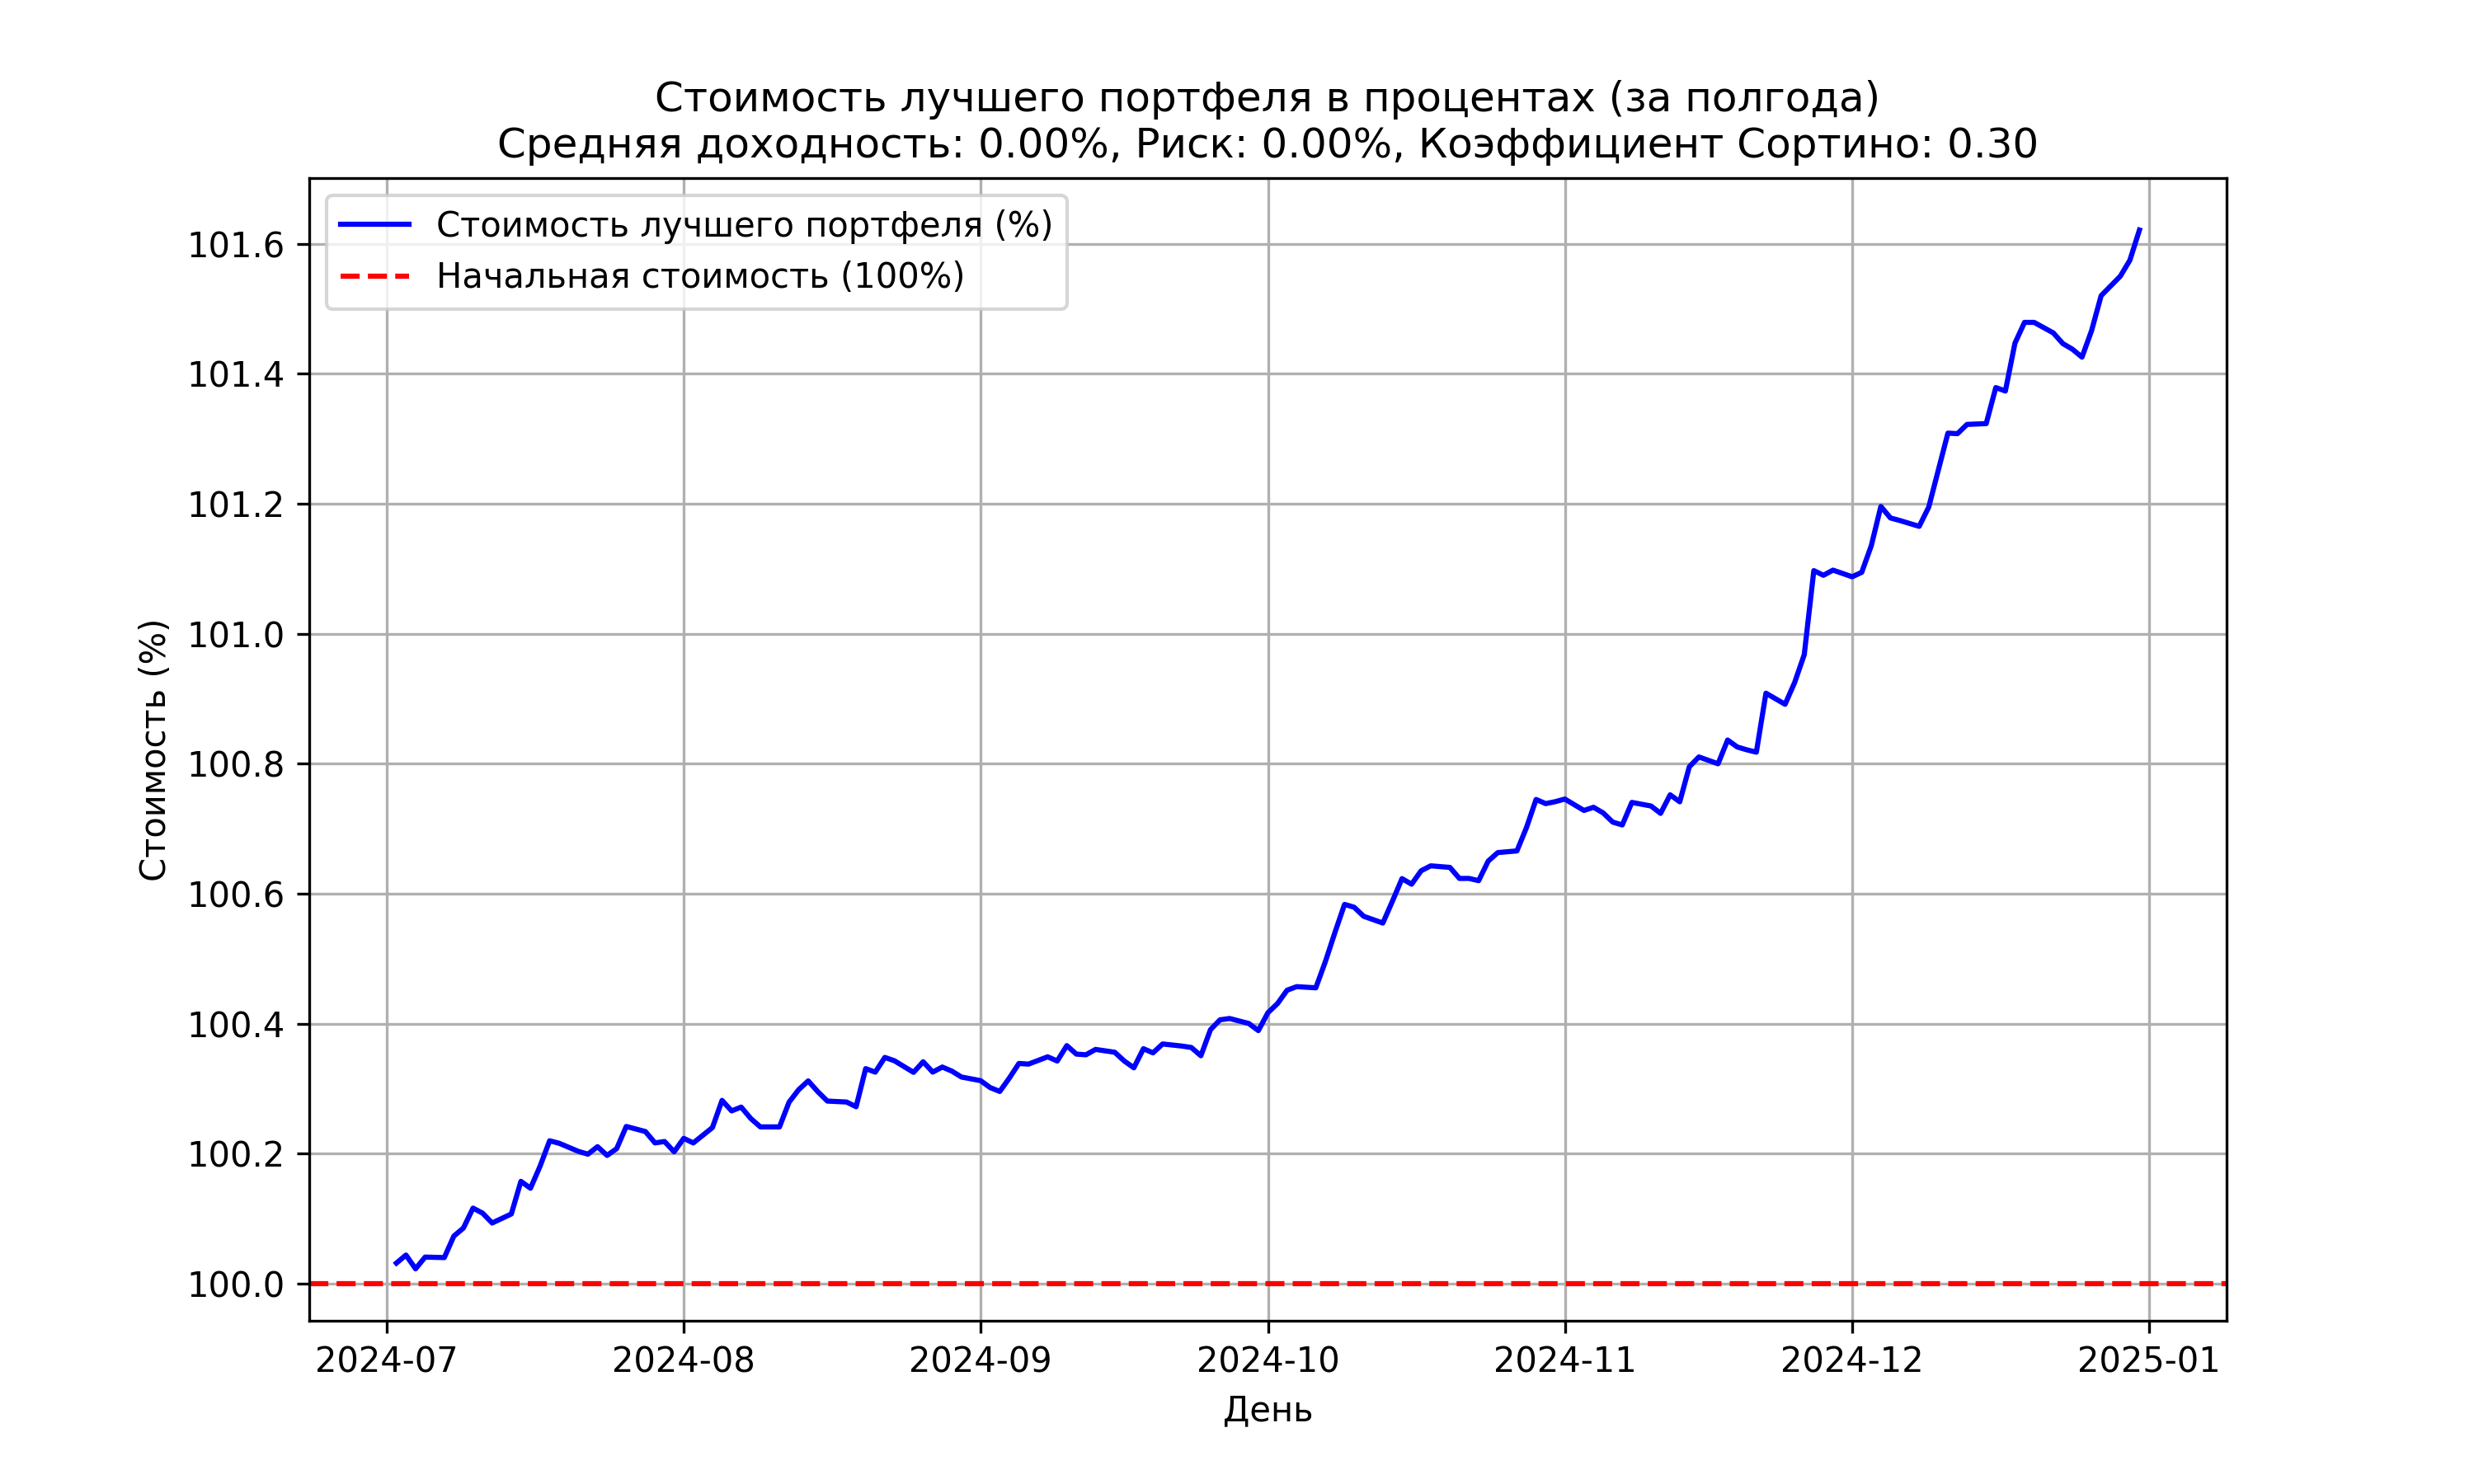 Стоимость лучшего портфеля в процентах (за полгода)
Средняя доходность: 0.00%, Риск: 0.00%, Коэффициент Сортино: 0.30
Стоимость лучшего портфеля (%)
Начальная стоимость (100%)
Стоимость (%)
101.6
101.4
101.2
101.0
100.8
100.6
100.4
100.2
100.0
2024-07 2024-08 2024-09 2024-10 2024-11 2024-12 2025-01
День